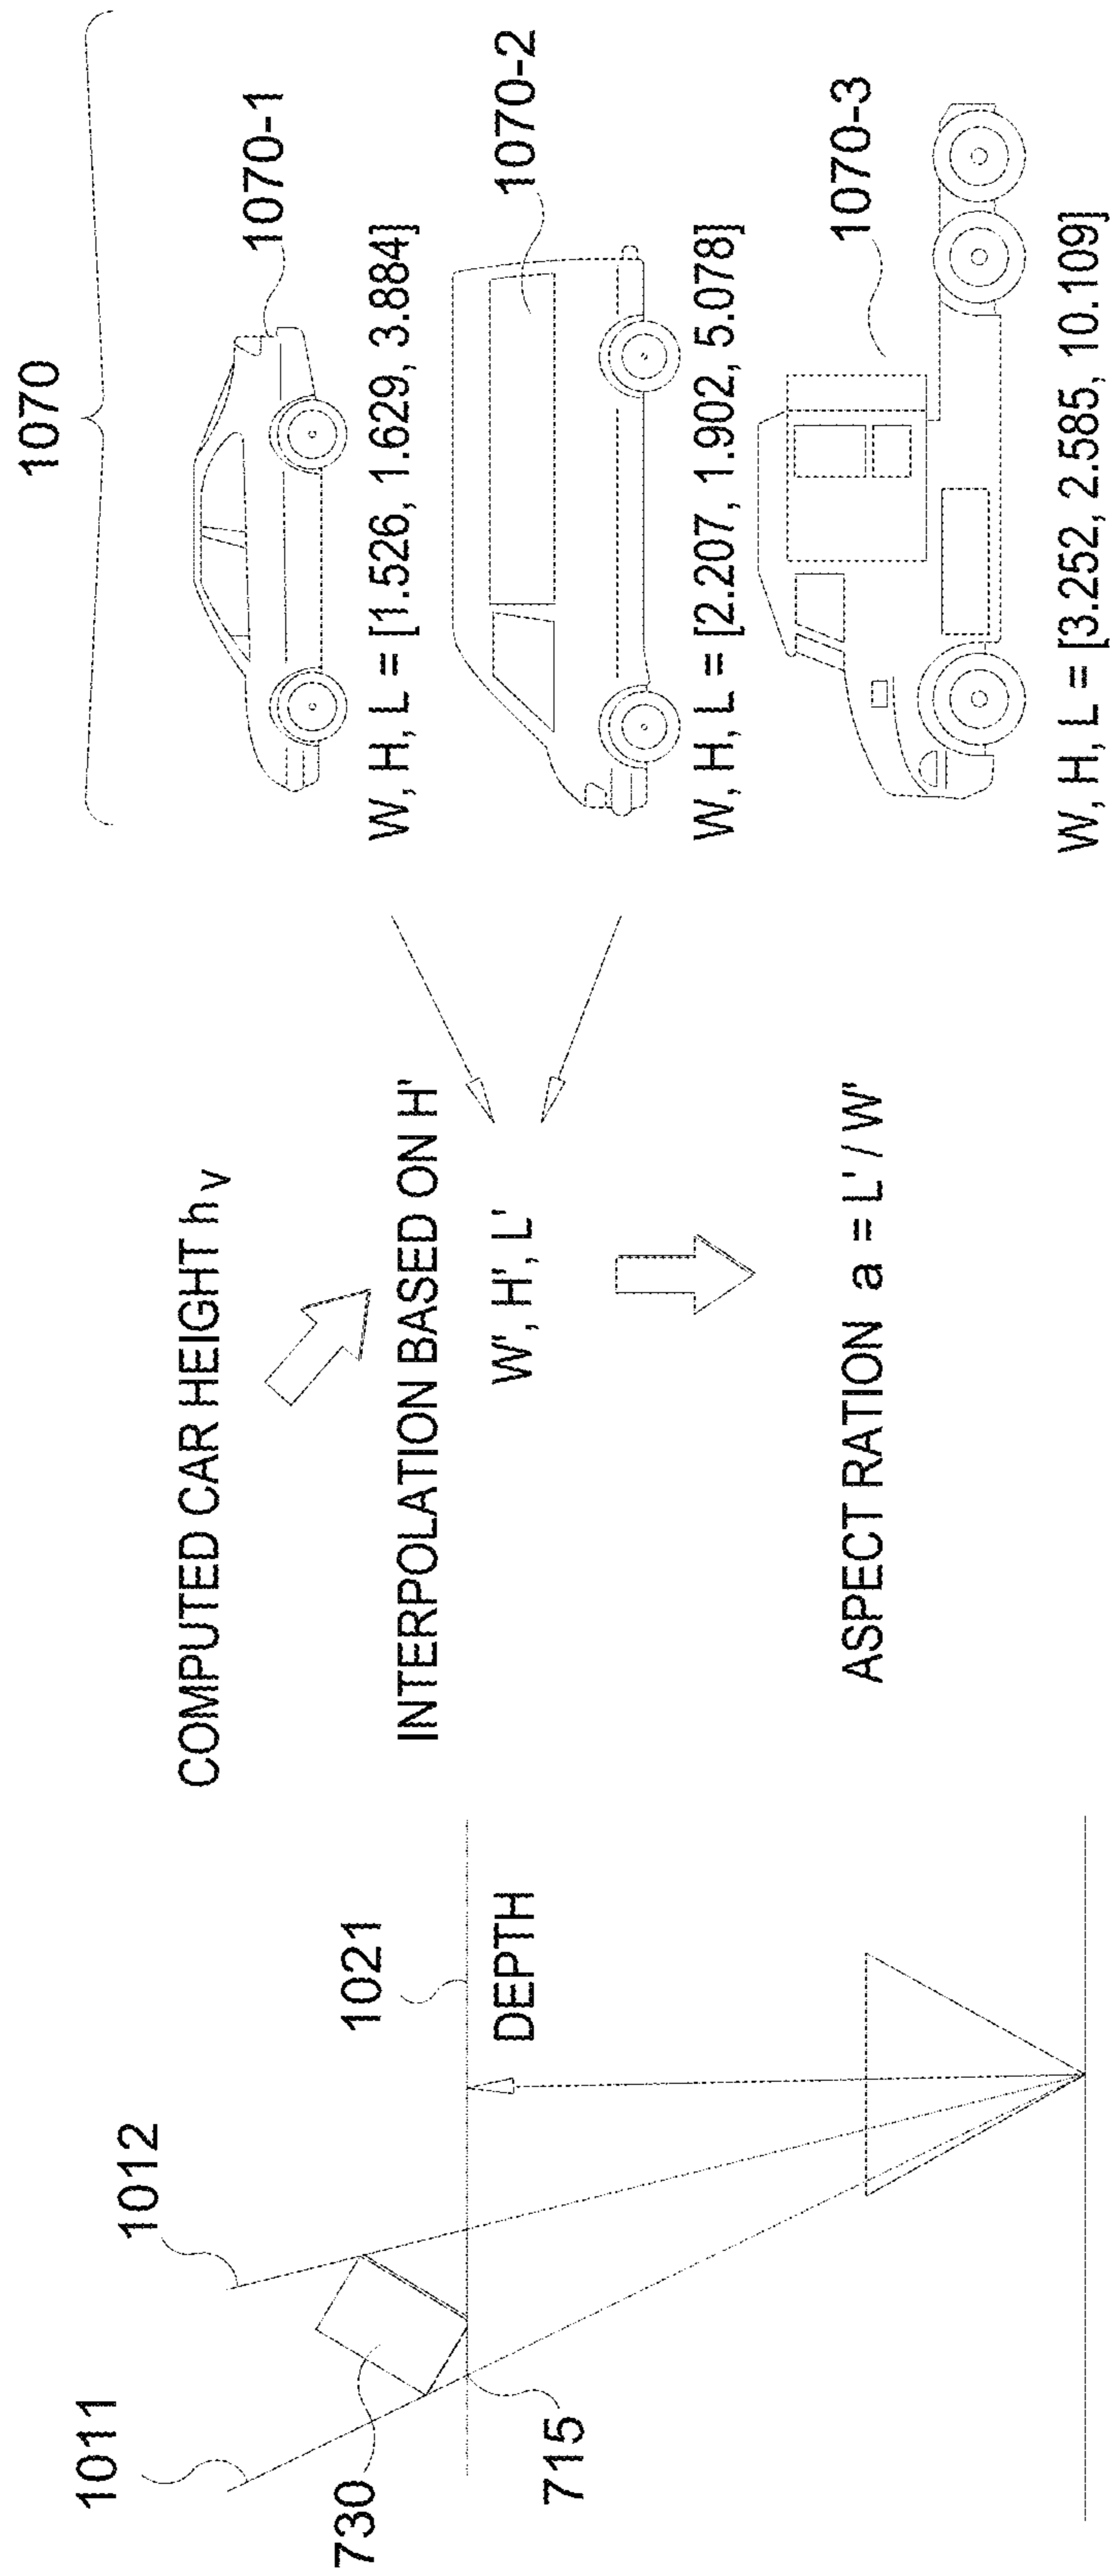 1070
1070-1
W, H, L = [1.526, 1.629, 3.884]
1070-2
W, H, L = [2.207, 1.902, 5.078]
1070-3
W, H, L = [3.252, 2.585, 10.109]
COMPUTED CAR HEIGHT hv
INTERPOLATION BASED ON H'
W', H', L'
ASPECT RATION a = L' / W'
1011
1012
1021
730
DEPTH
715